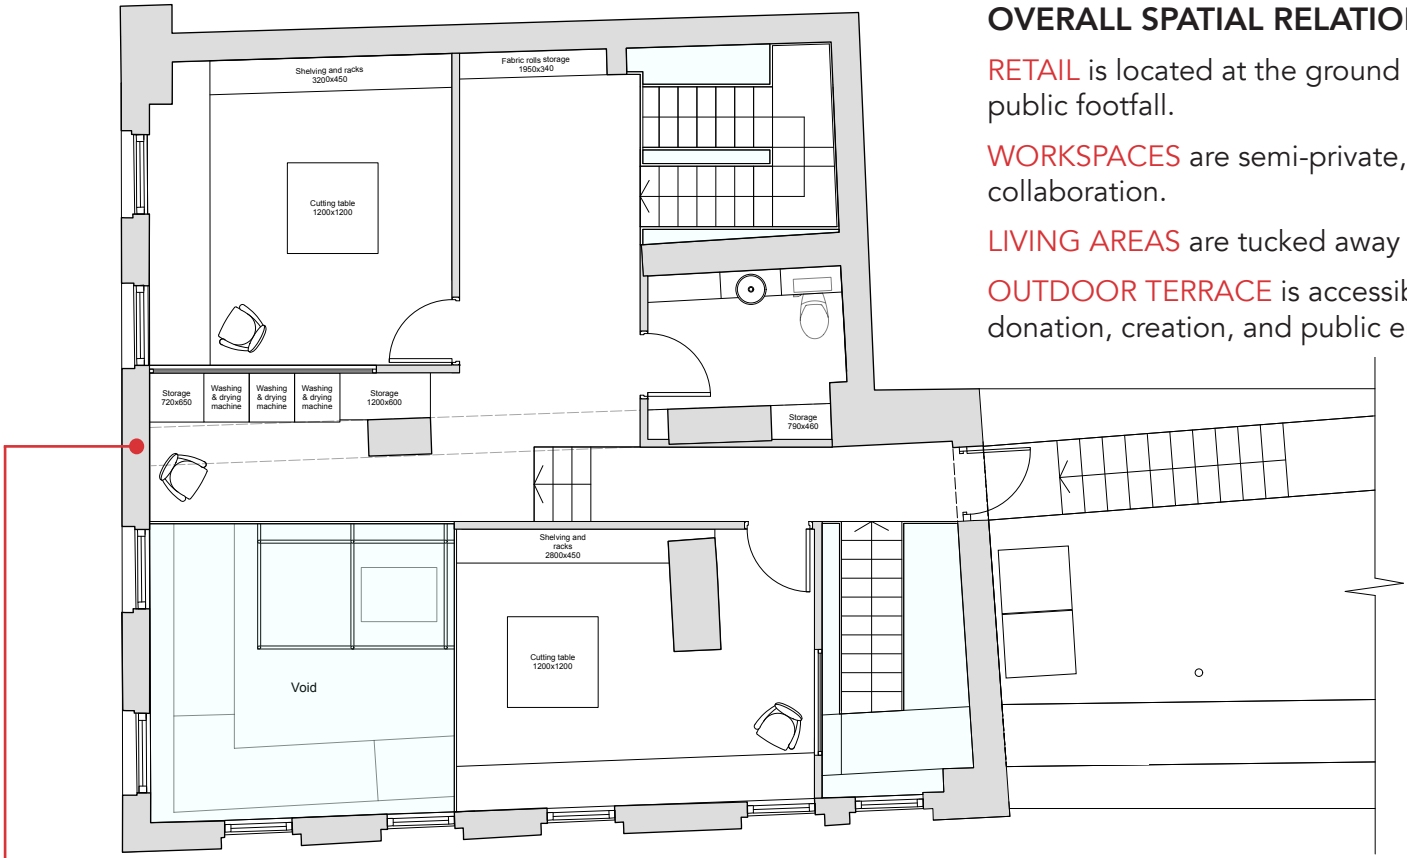 OVERALL SPATIAL RELATION
RETAIL is located at the ground
public footfall.
WORKSPACES are semi-private,
collaboration.
LIVING AREAS are tucked away
OUTDOOR TERRACE is accessib
donation, creation, and public e
Shelving and racks
3200x450
Fabric rolls storage
1950x340
Cutting table
1200x1200
Storage
720x650
Washing
& drying
machine
Washing
& drying
machine
Washing
& drying
machine
Storage
1200x600
Storage
790x460
Shelving and
racks
2800x450
Cutting table
1200x1200
Void